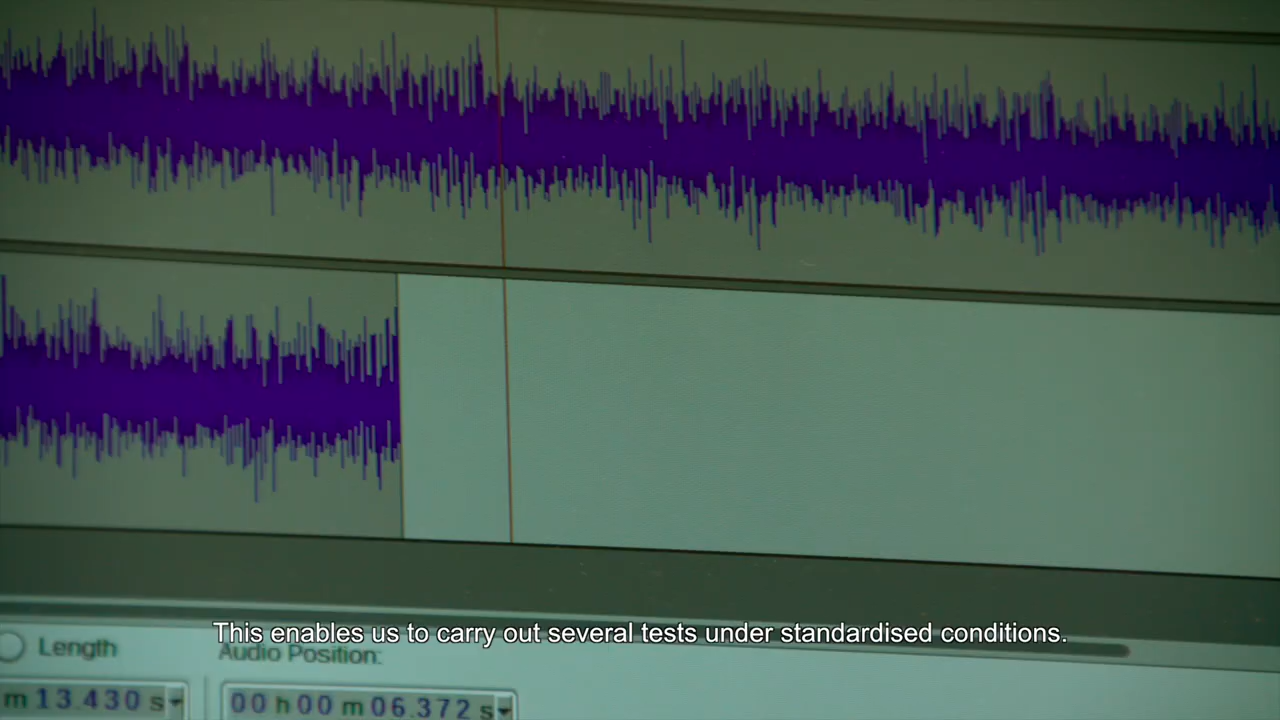 This enables us to carry out several tests under standardised conditions.
Length
Audio Position:
m 13.430 s
00 h 00 m 06.372 s